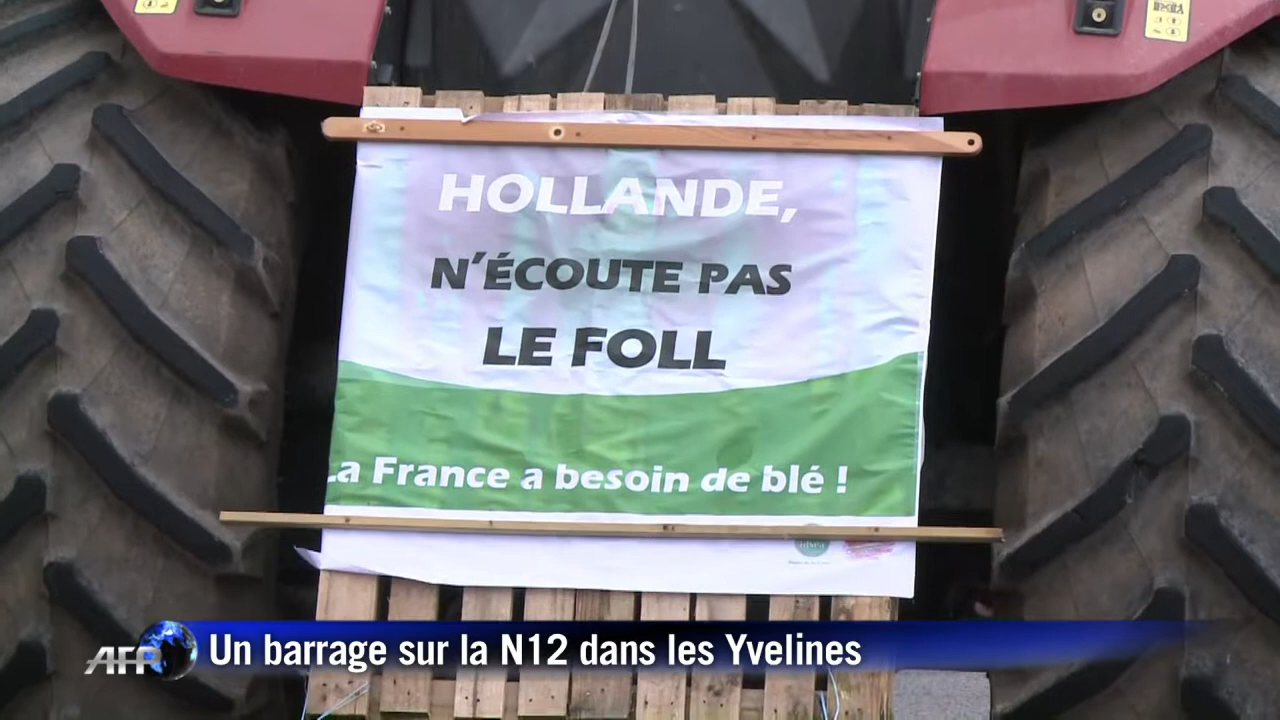 HOLLANDE,
N'ÉCOUTE PAS
LE FOLL
La France a besoin de blé !
AFP
Un barrage sur la N12 dans les Yvelines